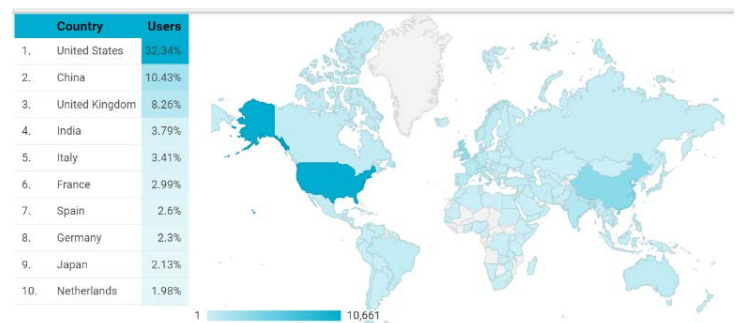 Country Users
1. United States 32.34%
2. China 10.43%
3. United Kingdom 8.26%
4. India 3.79%
5. Italy 3.41%
6. France 2.99%
7. Spain 2.6%
8. Germany 2.3%
9. Japan 2.13%
10. Netherlands 1.98%
1 10,661